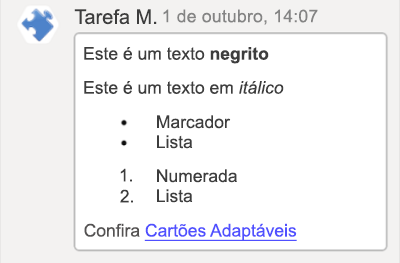 Tarefa M. 1 de outubro, 14:07
Este é um texto negrito
Este é um texto em itálico
• Marcador
• Lista
1. Numerada
2. Lista
Confira Cartões Adaptáveis